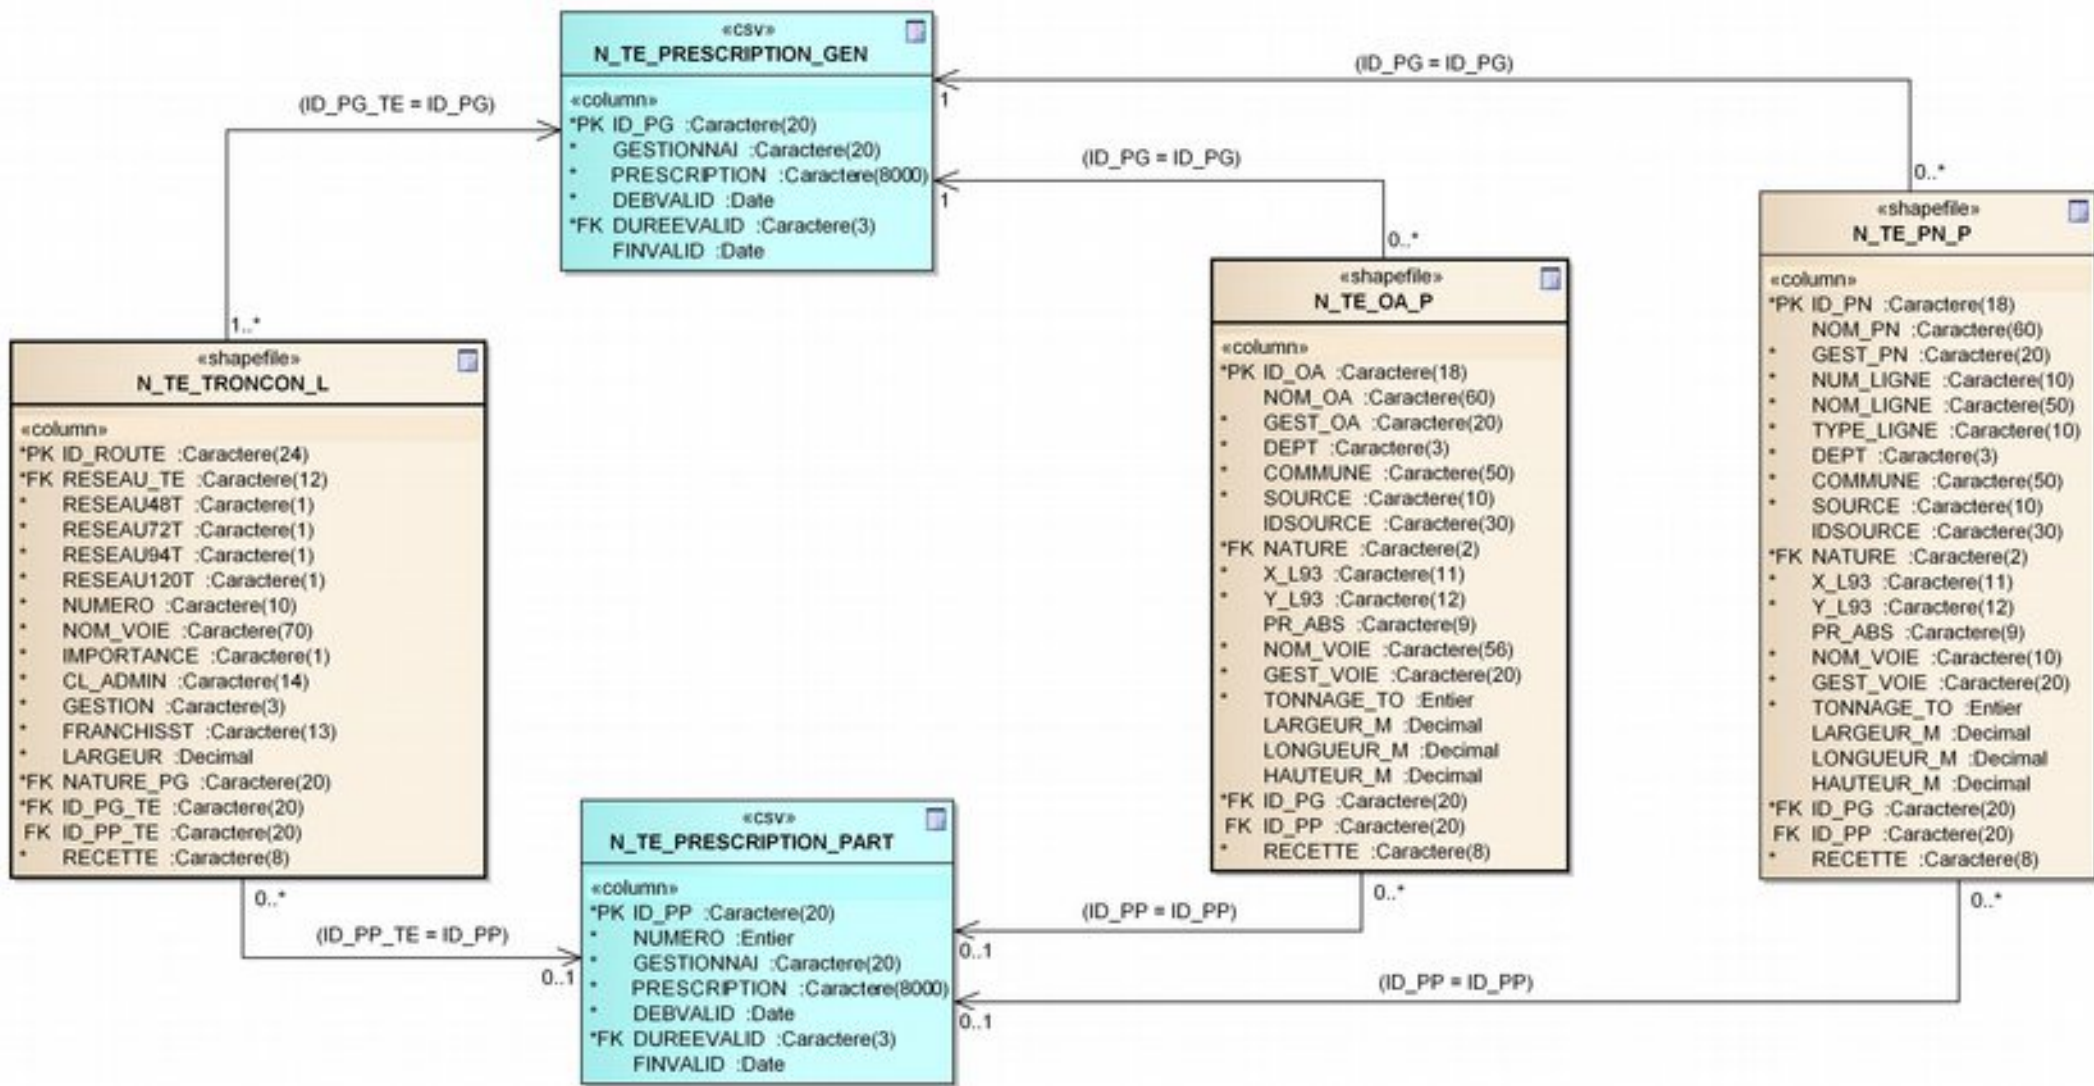 «csv»
N_TE_PRESCRIPTION_GEN
«column»
*PK ID_PG :Caractere(20)
* GESTIONNAI :Caractere(20)
* PRESCRIPTION :Caractere(8000)
* DEBVALID :Date
*FK DUREEVALID :Caractere(3)
FINVALID :Date
(ID_PG_TE = ID_PG)
1..*
(ID_PG = ID_PG)
1
0..*
(ID_PG = ID_PG)
1
0..*
«shapefile»
N_TE_TRONCON_L
«column»
*PK ID_ROUTE :Caractere(24)
*FK RESEAU_TE :Caractere(12)
* RESEAU48T :Caractere(1)
* RESEAU72T :Caractere(1)
* RESEAU94T :Caractere(1)
* RESEAU120T :Caractere(1)
* NUMERO :Caractere(10)
* NOM_VOIE :Caractere(70)
* IMPORTANCE :Caractere(1)
* CL_ADMIN :Caractere(14)
* GESTION :Caractere(3)
* FRANCHISST :Caractere(13)
* LARGEUR :Decimal
*FK NATURE_PG :Caractere(20)
*FK ID_PG_TE :Caractere(20)
FK ID_PP_TE :Caractere(20)
* RECETTE :Caractere(8)
«shapefile»
N_TE_OA_P
«column»
*PK ID_OA :Caractere(18)
NOM_OA :Caractere(60)
* GEST_OA :Caractere(20)
* DEPT :Caractere(3)
* COMMUNE :Caractere(50)
* SOURCE :Caractere(10)
IDSOURCE :Caractere(30)
*FK NATURE :Caractere(2)
* X_L93 :Caractere(11)
* Y_L93 :Caractere(12)
PR_ABS :Caractere(9)
* NOM_VOIE :Caractere(56)
* GEST_VOIE :Caractere(20)
* TONNAGE_TO :Entier
LARGEUR_M :Decimal
LONGUEUR_M :Decimal
HAUTEUR_M :Decimal
*FK ID_PG :Caractere(20)
FK ID_PP :Caractere(20)
* RECETTE :Caractere(8)
«shapefile»
N_TE_PN_P
«column»
*PK ID_PN :Caractere(18)
NOM_PN :Caractere(60)
* GEST_PN :Caractere(20)
* NUM_LIGNE :Caractere(10)
* NOM_LIGNE :Caractere(50)
* TYPE_LIGNE :Caractere(10)
* DEPT :Caractere(3)
* COMMUNE :Caractere(50)
* SOURCE :Caractere(10)
IDSOURCE :Caractere(30)
*FK NATURE :Caractere(2)
* X_L93 :Caractere(11)
* Y_L93 :Caractere(12)
PR_ABS :Caractere(9)
* NOM_VOIE :Caractere(10)
* GEST_VOIE :Caractere(20)
* TONNAGE_TO :Entier
LARGEUR_M :Decimal
LONGUEUR_M :Decimal
HAUTEUR_M :Decimal
*FK ID_PG :Caractere(20)
FK ID_PP :Caractere(20)
* RECETTE :Caractere(8)
«csv»
N_TE_PRESCRIPTION_PART
«column»
*PK ID_PP :Caractere(20)
* NUMERO :Entier
* GESTIONNAI :Caractere(20)
* PRESCRIPTION :Caractere(8000)
* DEBVALID :Date
*FK DUREEVALID :Caractere(3)
FINVALID :Date
0..*
(ID_PP_TE = ID_PP)
0..1
(ID_PP = ID_PP)
0..*
0..1
(ID_PP = ID_PP)
0..*
0..1